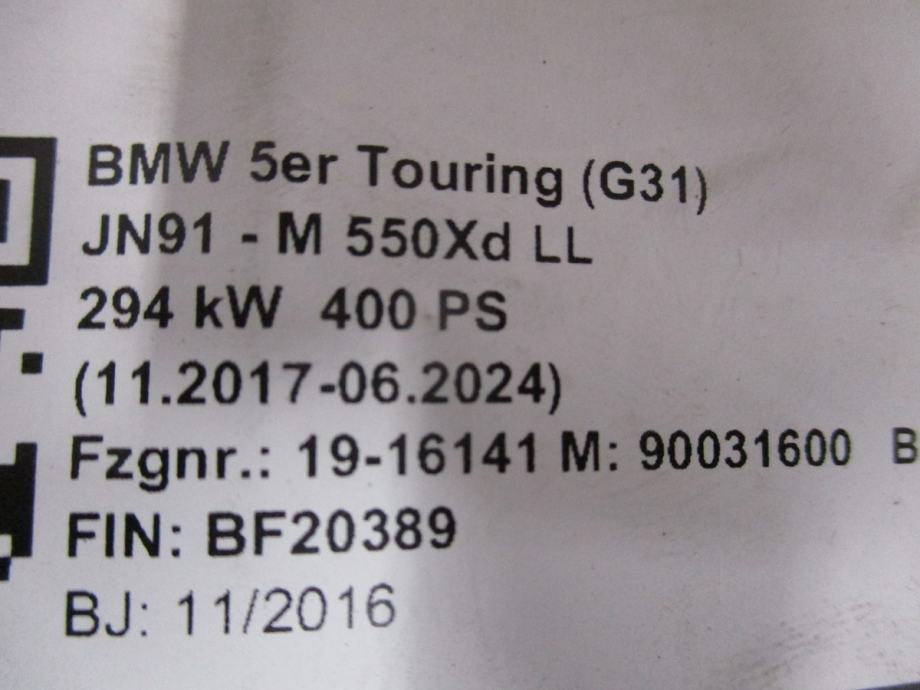 BMW 5er Touring (G31)
JN91 - M 550Xd LL
294 kW 400 PS
(11.2017-06.2024)
Fzgnr.: 19-16141 M: 90031600 B
FIN: BF20389
BJ: 11/2016